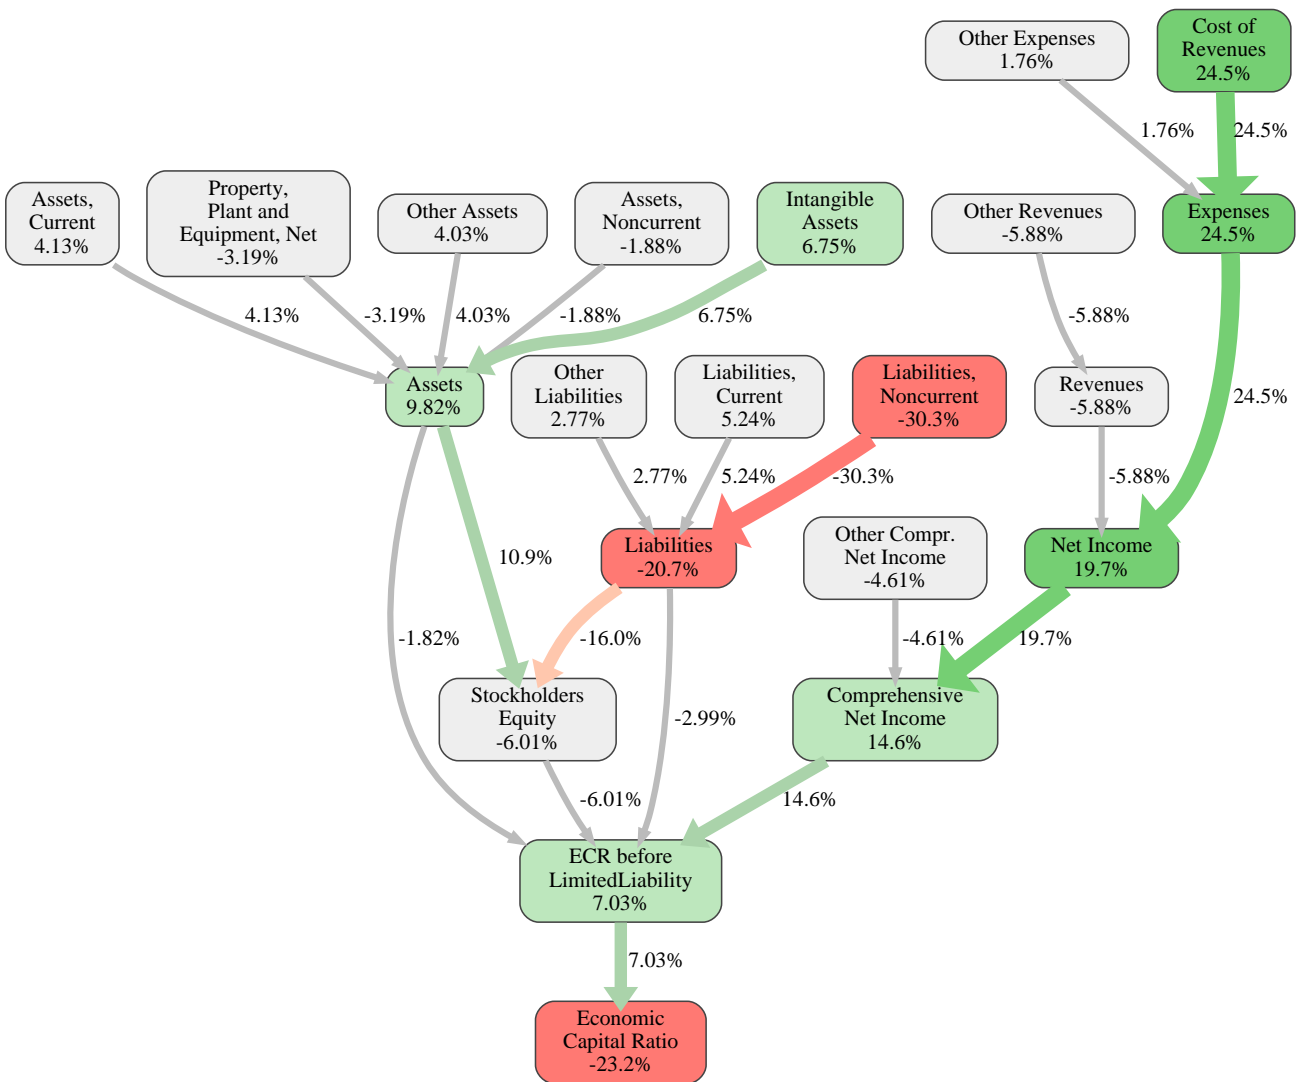 Other Expenses
1.76%
Cost of
Revenues
24.5%
1.76%
24.5%
Assets,
Current
4.13%
Property,
Plant and
Equipment, Net
-3.19%
Other Assets
4.03%
Assets,
Noncurrent
-1.88%
Intangible
Assets
6.75%
Other Revenues
-5.88%
Expenses
24.5%
4.13%
-3.19%
4.03%
-1.88%
6.75%
-5.88%
24.5%
Assets
9.82%
Other
Liabilities
2.77%
Liabilities,
Current
5.24%
Liabilities,
Noncurrent
-30.3%
Revenues
-5.88%
2.77%
5.24%
-30.3%
-5.88%
Liabilities
-20.7%
Other Compr.
Net Income
-4.61%
Net Income
19.7%
10.9%
-1.82%
-16.0%
-4.61%
19.7%
Stockholders
Equity
-6.01%
-2.99%
Comprehensive
Net Income
14.6%
-6.01%
14.6%
ECR before
LimitedLiability
7.03%
7.03%
Economic
Capital Ratio
-23.2%